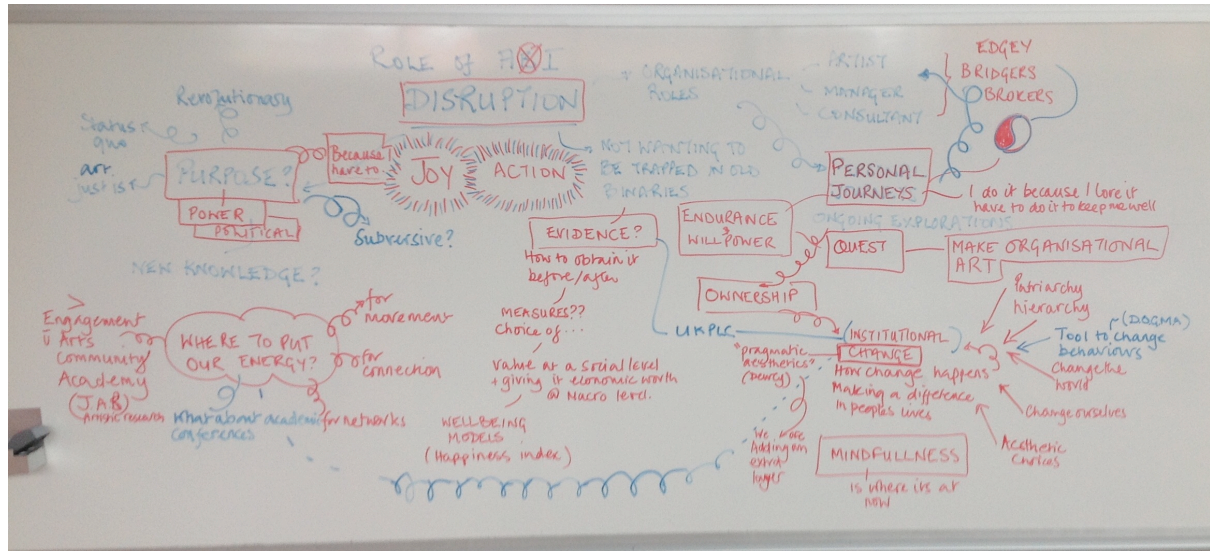 ROLE OF
DISRUPTION
Revolutionary
Status
quo
art
just is
PURPOSE?
POWER
POLITICAL
Because I
have to..
JOY
ACTION
Subversive?
NEW KNOWLEDGE?
ORGANISATIONAL
ROLES
ARTIST
MANAGER
CONSULTANT
EDGEY
BRIDGERS
BROKERS
NOT WANTING TO
BE TRAPPED IN OLD
BINARIES
PERSONAL
JOURNEYS
I do it because I love it
have to do it to keep me well
ONGOING EXPLORATIONS
ENDURANCE
&
WILLPOWER
QUEST
MAKE ORGANISATIONAL
ART
OWNERSHIP
EVIDENCE?
How to obtain it
before/after
MEASURES??
Choice of...
Value at a social level
+ giving it economic worth
@ Macro level.
WELLBEING
MODELS
(Happiness index)
UKPLC
(INSTITUTIONAL)
CHANGE
How change happens
Making a difference
in peoples lives
"pragmatic
aesthetics"
(Dewey)
We more
Adding an
extra
layer
Patriarchy
hierarchy
(DOGMA)
Tool to change
behaviours
Change the
world
Change ourselves
Aesthetic
Choices
MINDFULLNESS
is where its at
now
Engagement
Arts
Community
Academy
(J.A.R)
Artistic research
WHERE TO PUT
OUR ENERGY?
for
movement
for
connection
for networks
What about academic
conferences